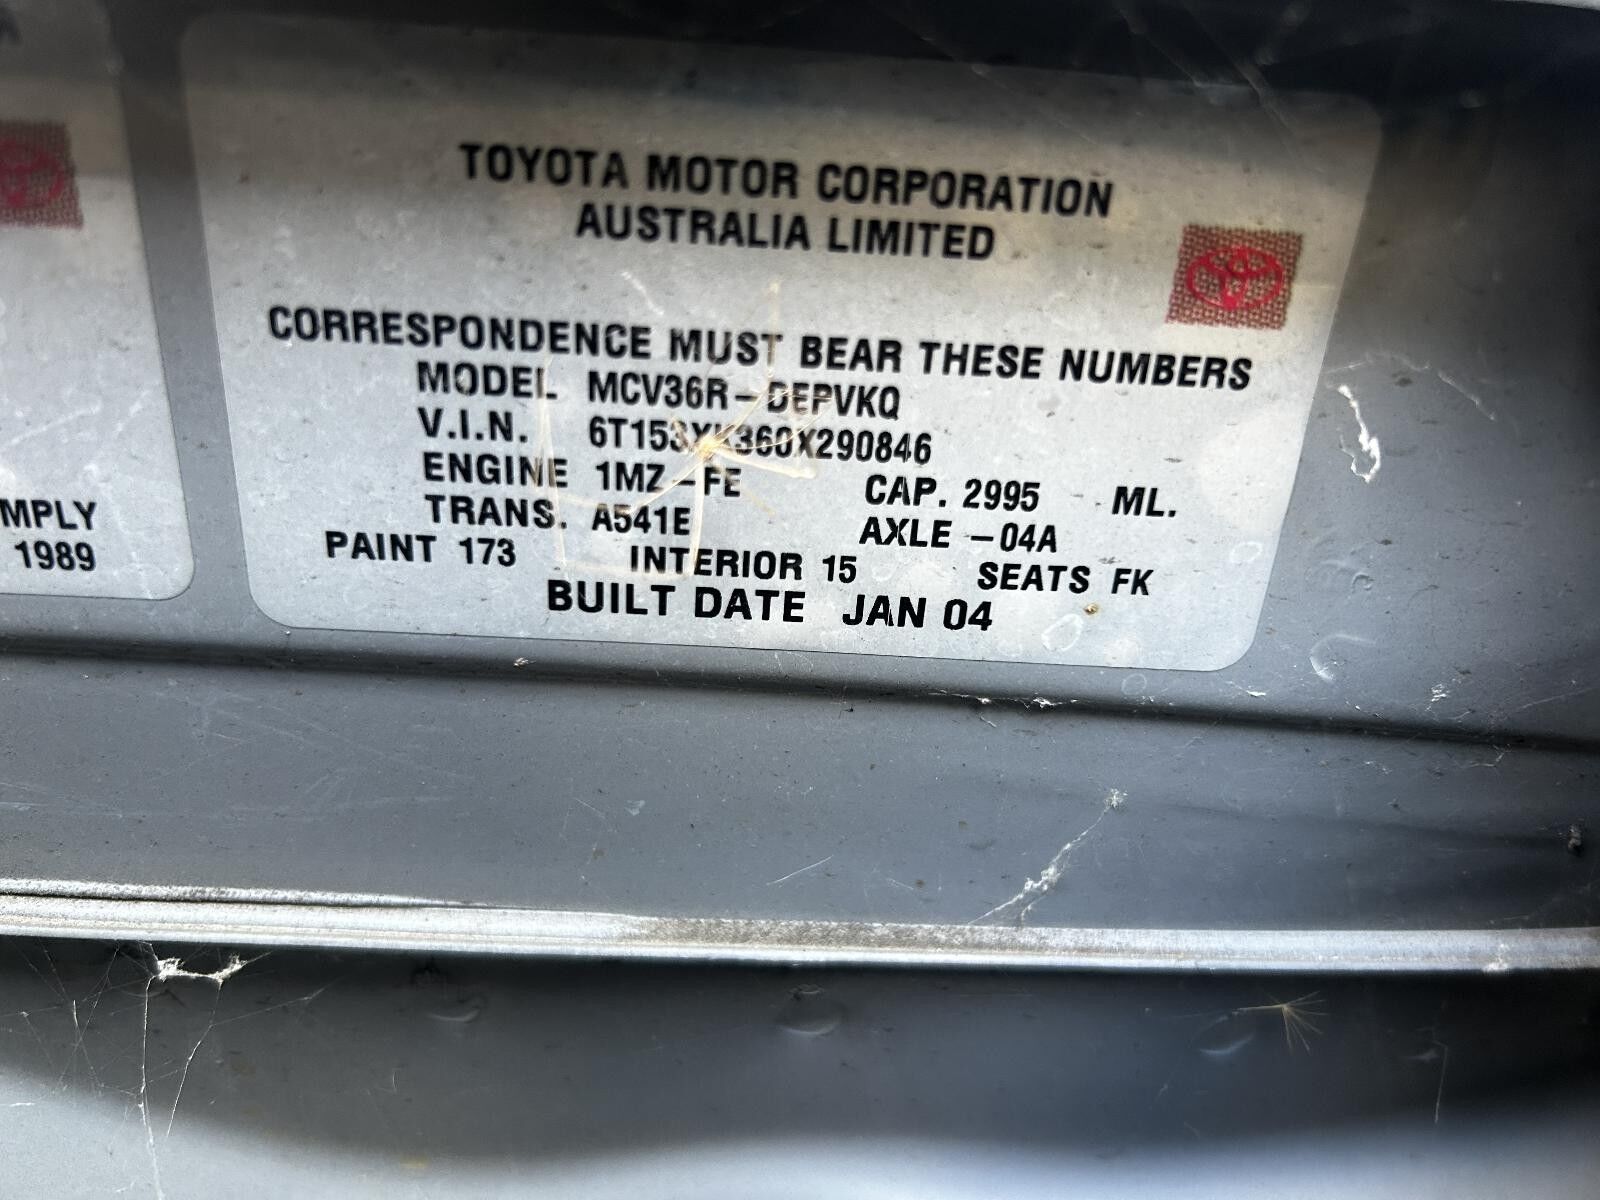 MPLY
1989
TOYOTA MOTOR CORPORATION
AUSTRALIA LIMITED
CORRESPONDENCE MUST BEAR THESE NUMBERS
MODEL MCV36R-DEPVKQ
V.I.N. 6T153XK360X290846
ENGINE 1MZ-FE CAP. 2995 ML.
TRANS. A541E AXLE -04A
PAINT 173 INTERIOR 15 SEATS FK
BUILT DATE JAN 04